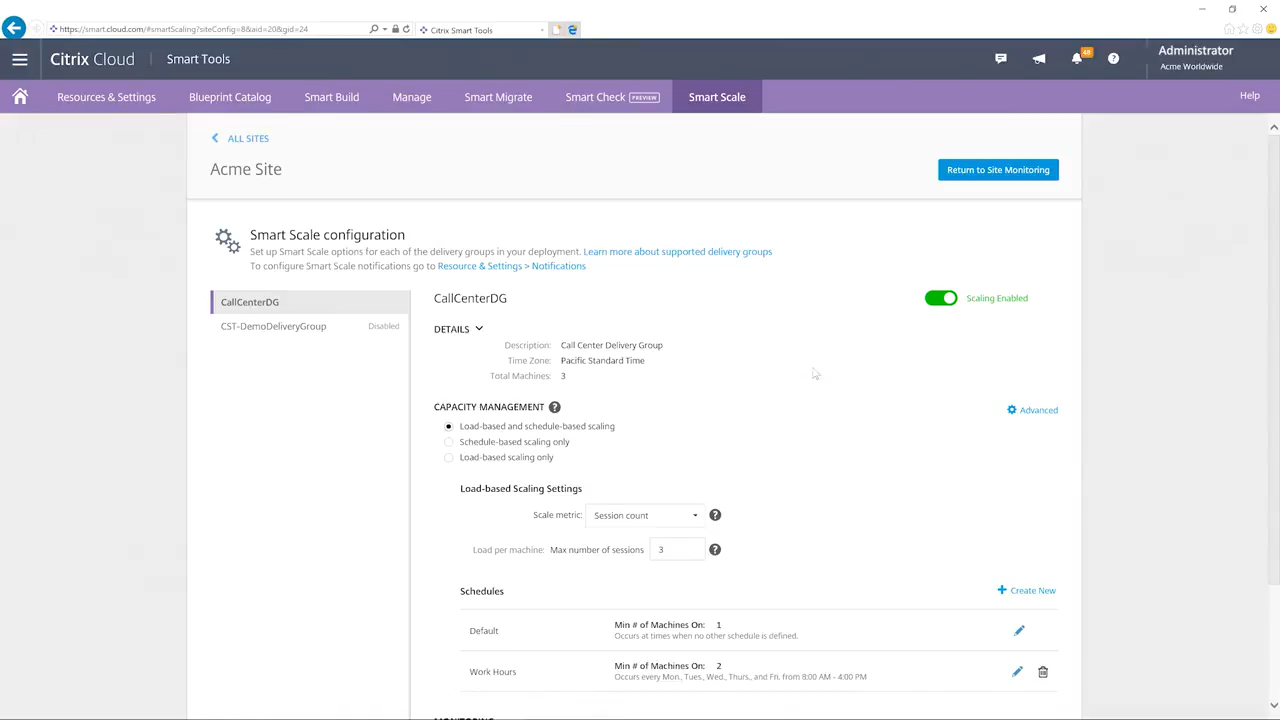 https://smart.cloud.com/#smartScaling?siteConfig=8&aid=20&gid=24
Citrix Smart Tools
Citrix Cloud
Smart Tools
48
Administrator
Acme Worldwide
Resources & Settings
Blueprint Catalog
Smart Build
Manage
Smart Migrate
Smart Check PREVIEW
Smart Scale
Help
ALL SITES
Acme Site
Return to Site Monitoring
Smart Scale configuration
Set up Smart Scale options for each of the delivery groups in your deployment. Learn more about supported delivery groups
To configure Smart Scale notifications go to Resource & Settings > Notifications
CallCenterDG
CST-DemoDeliveryGroup Disabled
CallCenterDG
Scaling Enabled
DETAILS
Description: Call Center Delivery Group
Time Zone: Pacific Standard Time
Total Machines: 3
CAPACITY MANAGEMENT ?
Advanced
Load-based and schedule-based scaling
Schedule-based scaling only
Load-based scaling only
Load-based Scaling Settings
Scale metric: Session count ?
Load per machine: Max number of sessions 3 ?
Schedules
+ Create New
Default
Min # of Machines On: 1
Occurs at times when no other schedule is defined.
Work Hours
Min # of Machines On: 2
Occurs every Mon., Tues., Wed., Thurs., and Fri. from 8:00 AM - 4:00 PM
MONITORING